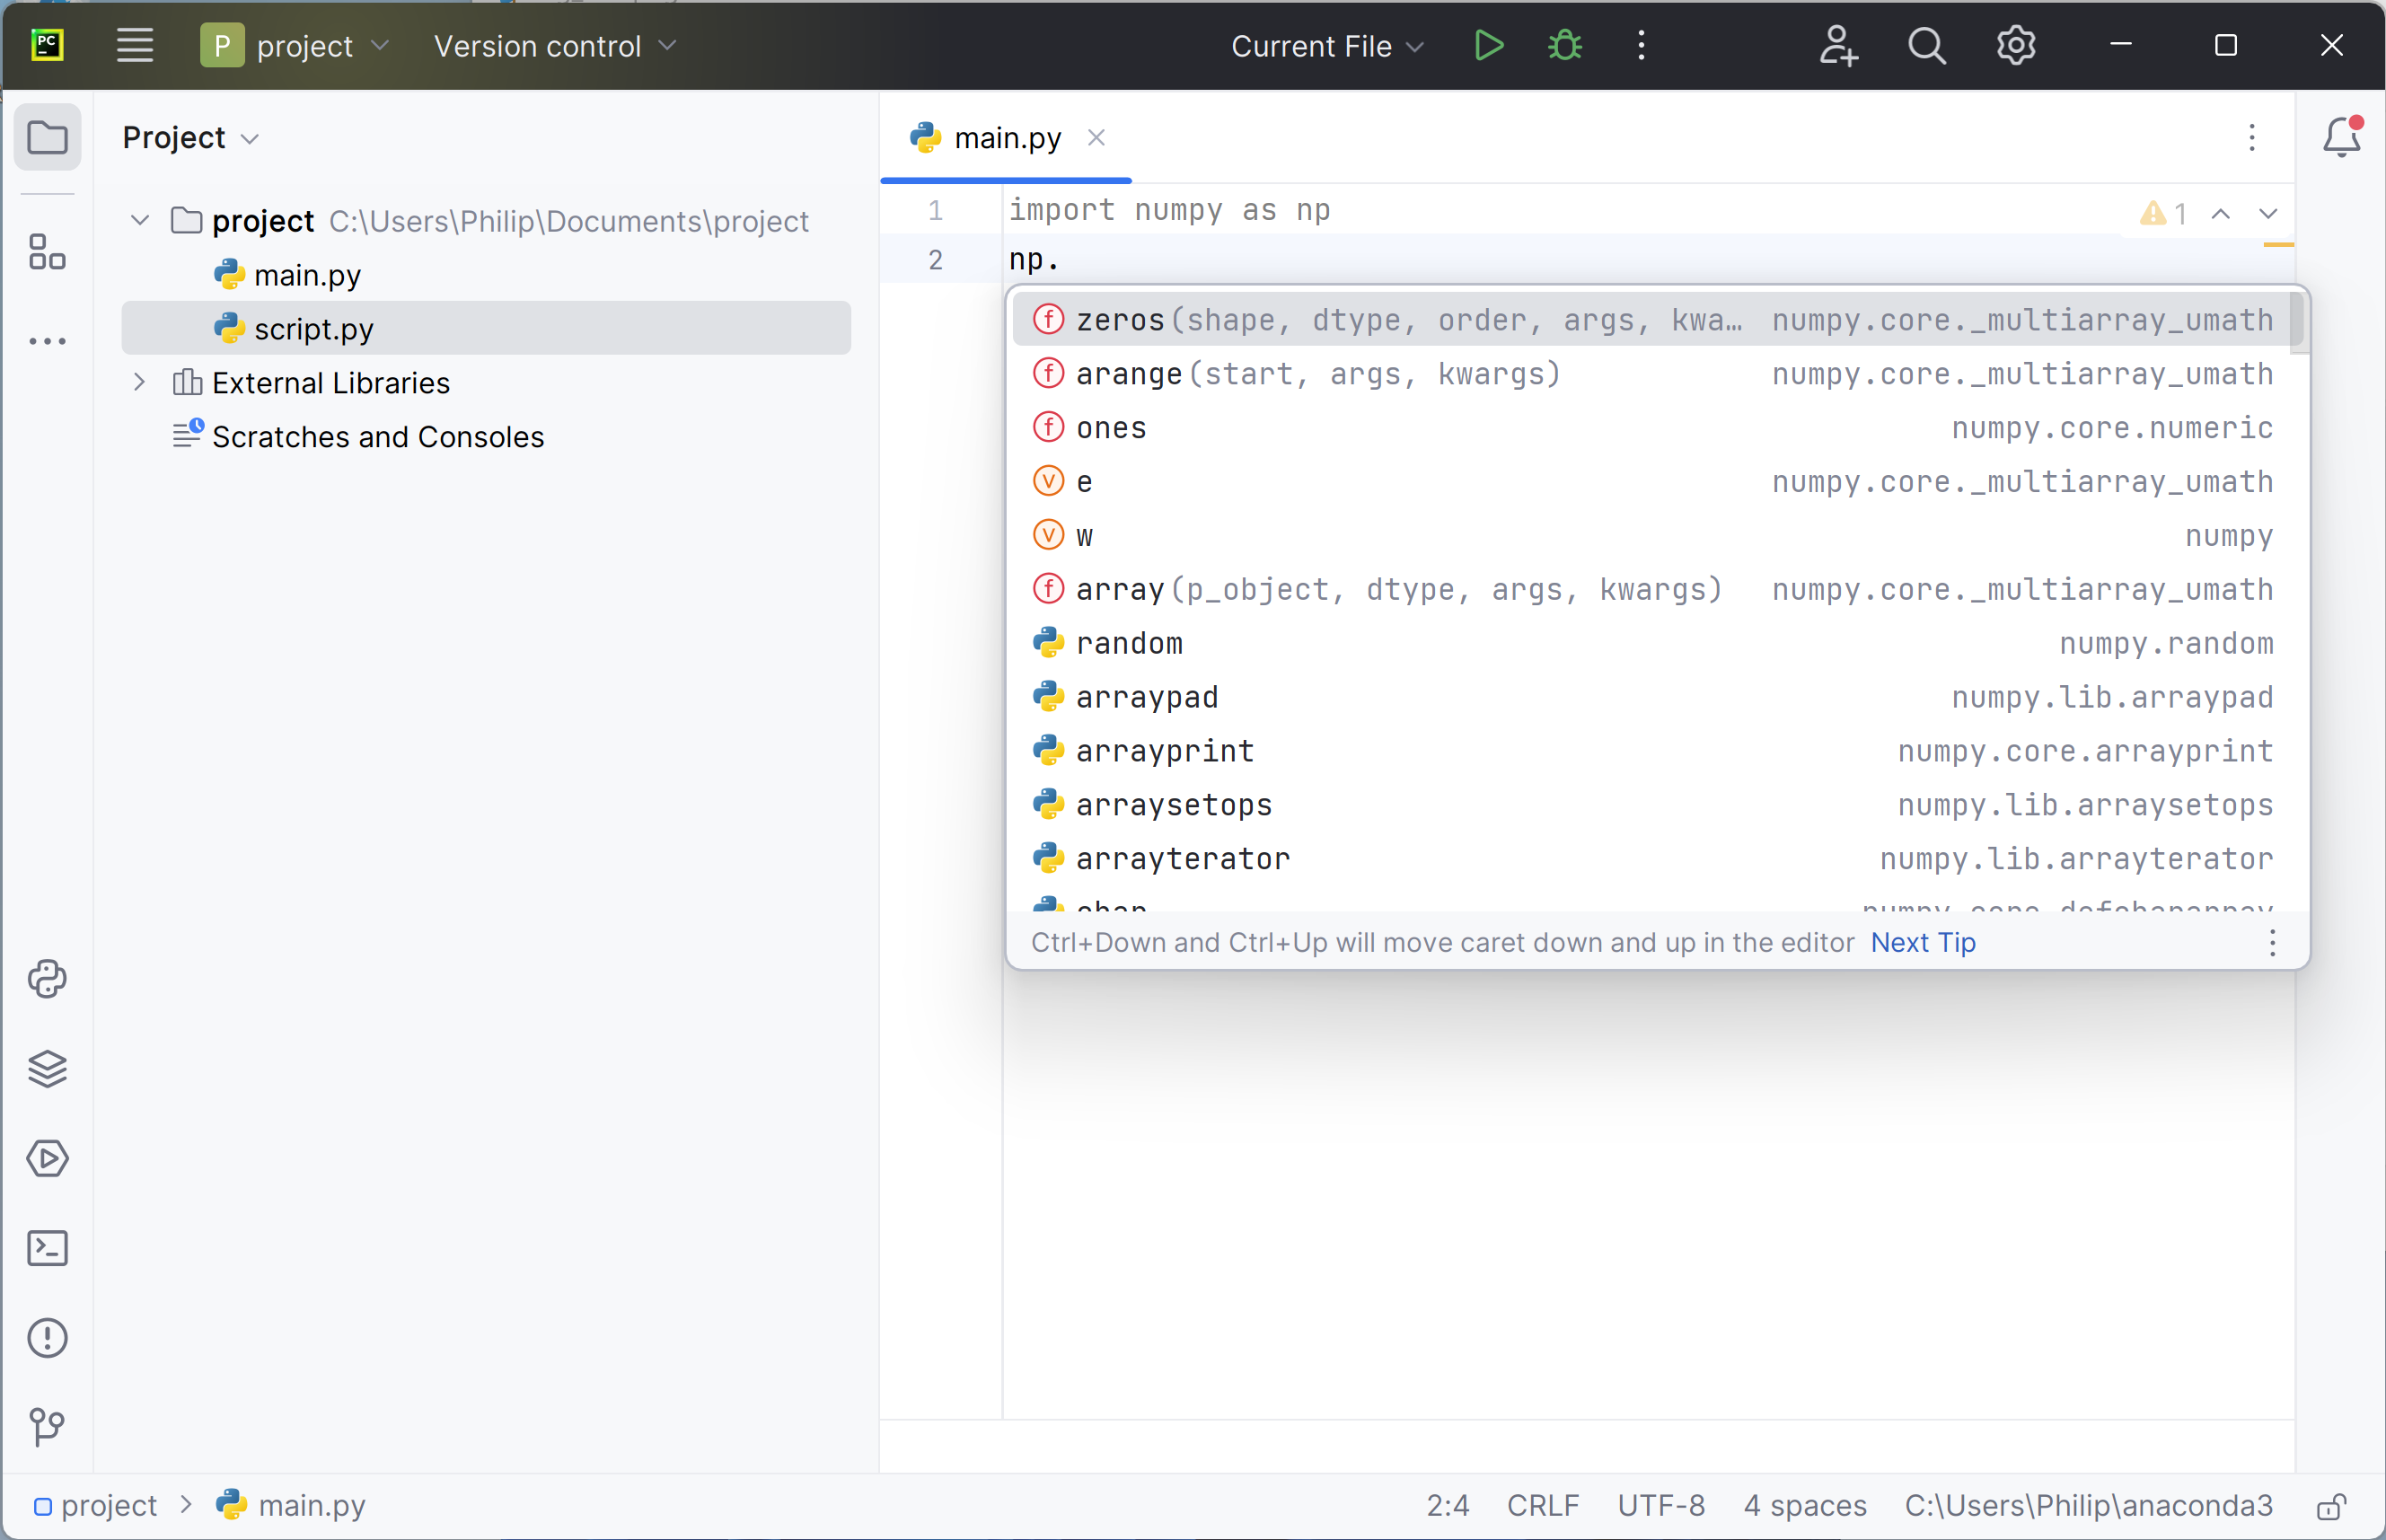 PC
P project Version control Current File
Project
project C:\Users\Philip\Documents\project
main.py
script.py
External Libraries
Scratches and Consoles
main.py
1 import numpy as np
1
2 np.
f zeros(shape, dtype, order, args, kwa… numpy.core._multiarray_umath
f arange(start, args, kwargs) numpy.core._multiarray_umath
f ones numpy.core.numeric
V e numpy.core._multiarray_umath
V w numpy
f array(p_object, dtype, args, kwargs) numpy.core._multiarray_umath
random numpy.random
arraypad numpy.lib.arraypad
arrayprint numpy.core.arrayprint
arraysetops numpy.lib.arraysetops
arrayterator numpy.lib.arrayterator
Ctrl+Down and Ctrl+Up will move caret down and up in the editor Next Tip
project main.py 2:4 CRLF UTF-8 4 spaces C:\Users\Philip\anaconda3